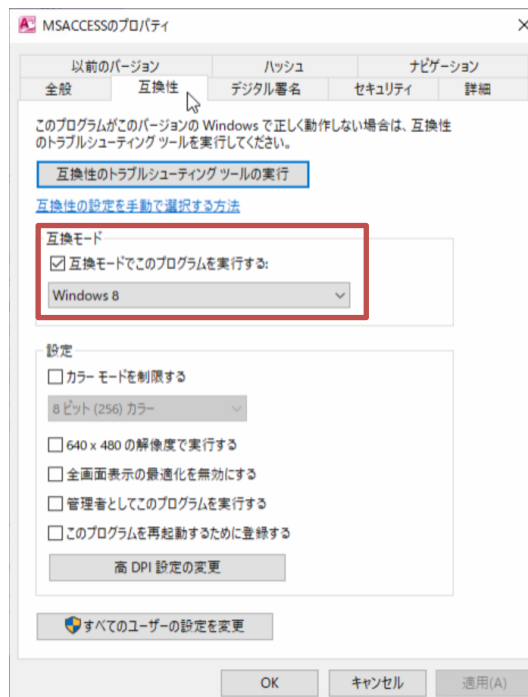 MSACCESSのプロパティ
以前のバージョン ハッシュ ナビゲーション
全般 互換性 デジタル署名 セキュリティ 詳細
このプログラムがこのバージョンの Windows で正しく動作しない場合は、互換性
のトラブルシューティング ツールを実行してください。
互換性のトラブルシューティング ツールの実行
互換性の設定を手動で選択する方法
互換モード
互換モードでこのプログラムを実行する:
Windows 8
設定
カラー モードを制限する
8 ビット (256) カラー
640 x 480 の解像度で実行する
全画面表示の最適化を無効にする
管理者としてこのプログラムを実行する
このプログラムを再起動するために登録する
高 DPI 設定の変更
すべてのユーザーの設定を変更
OK キャンセル 適用(A)